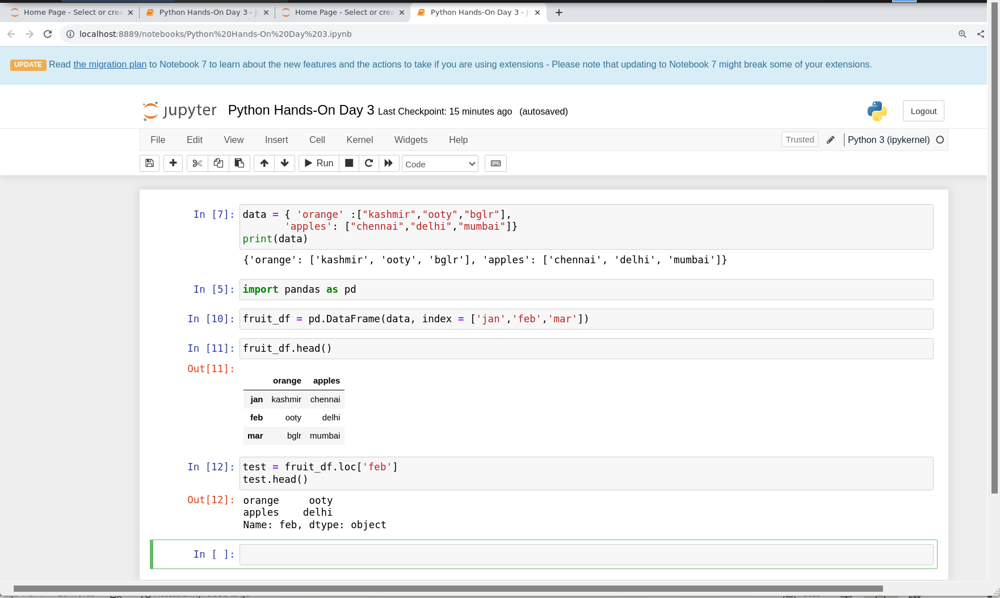 Home Page - Select or crea
Python Hands-On Day 3 - J
Home Page - Select or crea
Python Hands-On Day 3 - J
localhost:8889/notebooks/Python%20Hands-On%20Day%203.ipynb
UPDATE Read the migration plan to Notebook 7 to learn about the new features and the actions to take if you are using extensions - Please note that updating to Notebook 7 might break some of your extensions.
jupyter Python Hands-On Day 3 Last Checkpoint: 15 minutes ago (autosaved)
Logout
File Edit View Insert Cell Kernel Widgets Help
Trusted Python 3 (ipykernel)
Run Code
In [7]: data = { 'orange' :["kashmir","ooty","bglr"],
'apples': ["chennai","delhi","mumbai"]}
print(data)
{'orange': ['kashmir', 'ooty', 'bglr'], 'apples': ['chennai', 'delhi', 'mumbai']}
In [5]: import pandas as pd
In [10]: fruit_df = pd.DataFrame(data, index = ['jan','feb','mar'])
In [11]: fruit_df.head()
Out[11]:
orange apples
jan kashmir chennai
feb ooty delhi
mar bglr mumbai
In [12]: test = fruit_df.loc['feb']
test.head()
Out[12]: orange ooty
apples delhi
Name: feb, dtype: object
In [ ]: